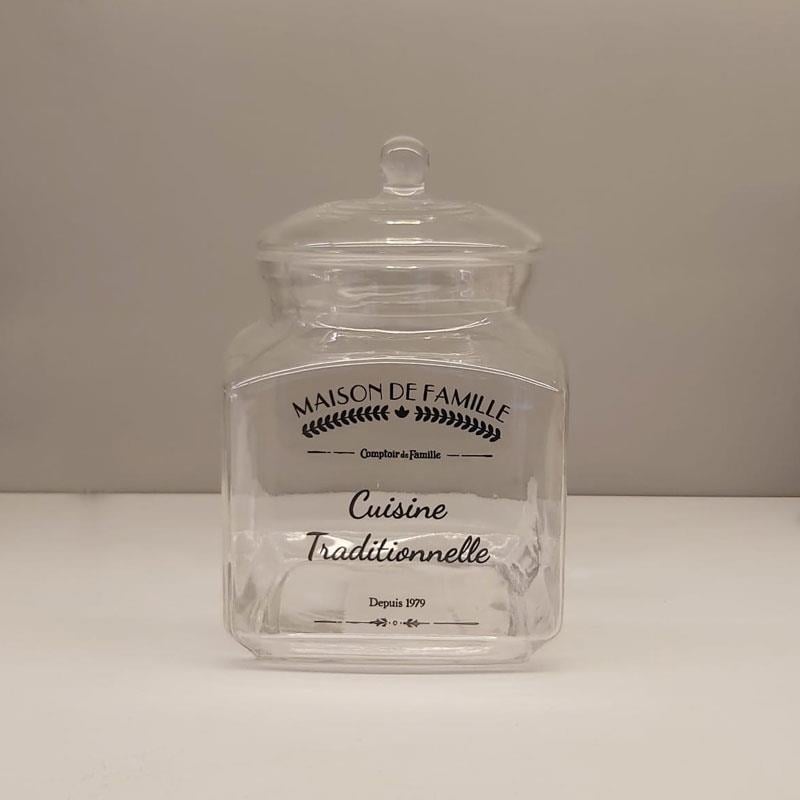 MAISON DE FAMILLE
Comptoir de Famille
Cuisine
Traditionnelle
Depuis 1979